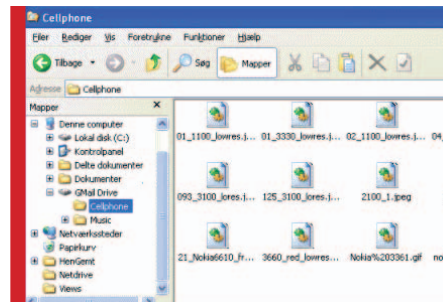 Cellphone
Filer Rediger Vis Foretrukne Funktioner Hjælp
Tilbage Søg Mapper
Adresse Cellphone
Mapper
Denne computer
Lokal disk (C:)
Kontrolpanel
Delte dokumenter
Dokumenter
GMail Drive
Cellphone
Music
Netværkssteder
Papirkurv
HenGemt
Netdrive
Views
01_1100_lowres.j... 01_3330_lowres.j... 02_1100_lowres.j... 04_
093_3100_lores.j... 125_3100_lores.j... 2100_1.jpeg
21_Nokia6610_fr... 3660_red_lowres... Nokia%203361.gif no